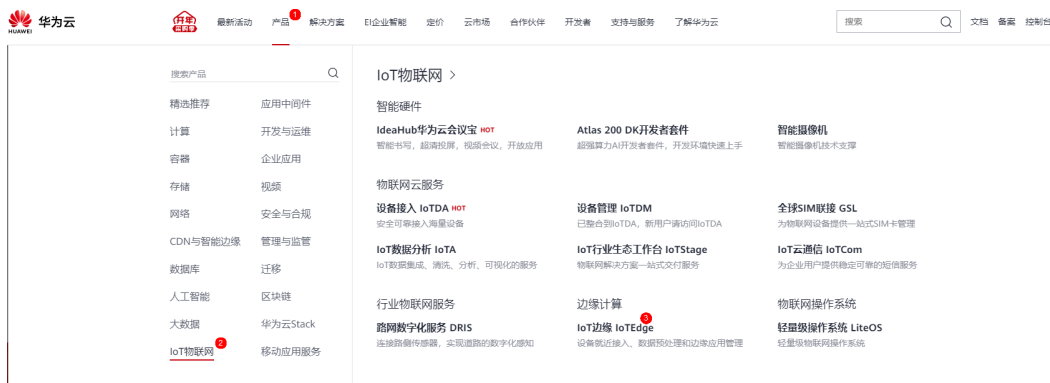 HUAWEI 华为云 开年采购季 最新活动 产品 1 解决方案 EI企业智能 定价 云市场 合作伙伴 开发者 支持与服务 了解华为云 搜索 文档 备案 控制台
搜索产品
精选推荐 应用中间件
计算 开发与运维
容器 企业应用
存储 视频
网络 安全与合规
CDN与智能边缘 管理与监管
数据库 迁移
人工智能 区块链
大数据 华为云Stack
IoT物联网 2 移动应用服务
IoT物联网 >
智能硬件
IdeaHub华为云会议宝 HOT Atlas 200 DK开发者套件 智能摄像机
智能书写，超清投屏，视频会议，开放应用 超强算力AI开发者套件，开发环境快速上手 智能摄像机技术支撑
物联网云服务
设备接入 IoTDA HOT 设备管理 IoTDM 全球SIM联接 GSL
安全可靠接入海量设备 已整合到IoTDA，新用户请访问IoTDA 为物联网设备提供一站式SIM卡管理
IoT数据分析 IoTA IoT行业生态工作台 IoTStage IoT云通信 IoTCom
IoT数据集成、清洗、分析、可视化的服务 物联网解决方案一站式交付服务 为企业用户提供稳定可靠的短信服务
行业物联网服务 边缘计算 物联网操作系统
路网数字化服务 DRIS IoT边缘 IoTEdge 3 轻量级操作系统 LiteOS
连接路侧传感器，实现道路的数字化感知 设备就近接入、数据预处理和边缘应用管理 轻量级物联网操作系统